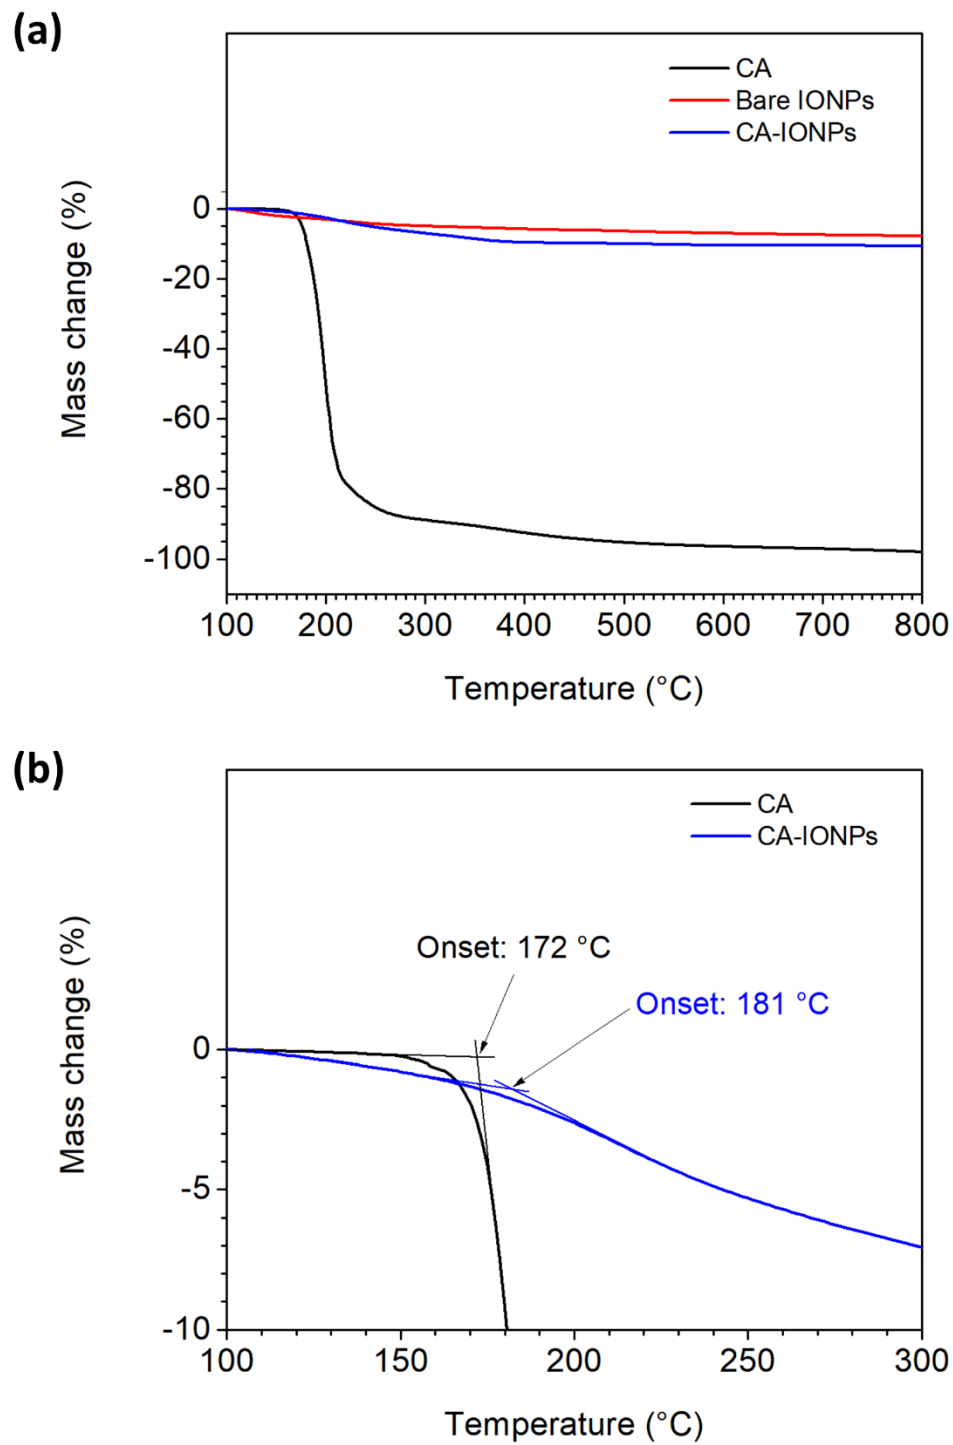 (a)
CA
Bare IONPs
CA-IONPs
Mass change (%)
0
-20
-40
-60
-80
-100
100 200 300 400 500 600 700 800
Temperature (°C)
(b)
CA
CA-IONPs
Mass change (%)
Onset: 172 °C
Onset: 181 °C
0
-5
-10
100 150 200 250 300
Temperature (°C)